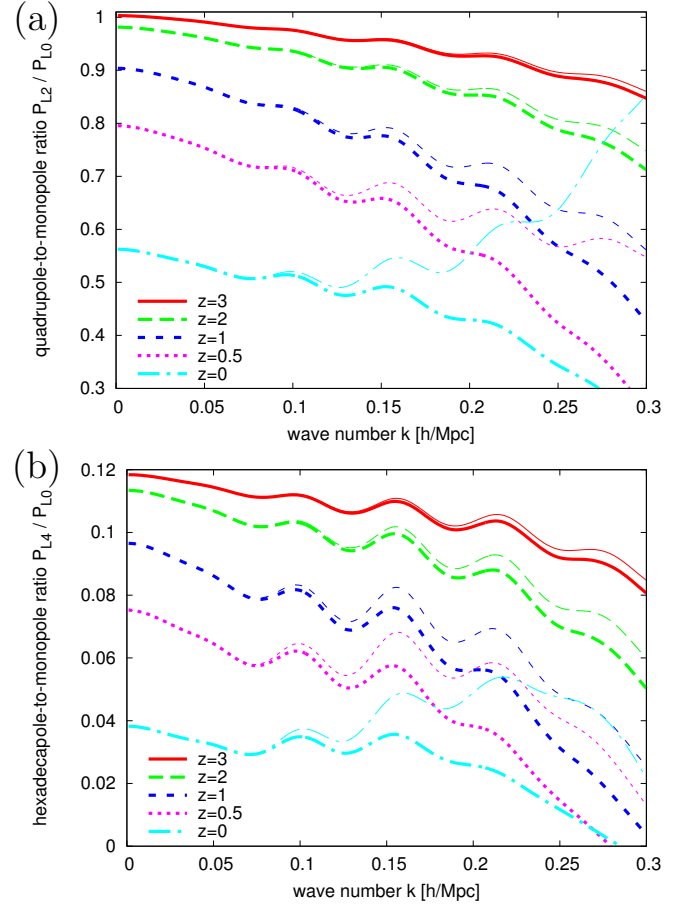 (a)
quadrupole-to-monopole ratio P_L2 / P_L0
1
0.9
0.8
0.7
0.6
0.5
0.4
0.3
z=3
z=2
z=1
z=0.5
z=0
0 0.05 0.1 0.15 0.2 0.25 0.3
wave number k [h/Mpc]
(b)
hexadecapole-to-monopole ratio P_L4 / P_L0
0.12
0.1
0.08
0.06
0.04
0.02
0
z=3
z=2
z=1
z=0.5
z=0
0 0.05 0.1 0.15 0.2 0.25 0.3
wave number k [h/Mpc]